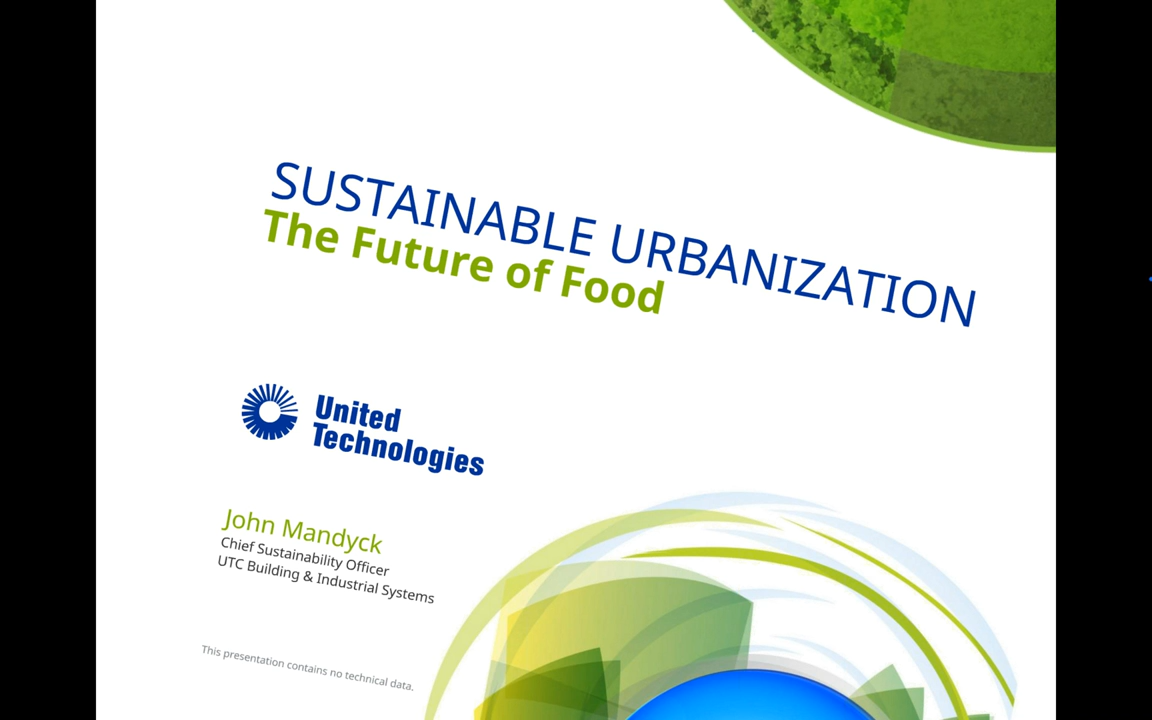 SUSTAINABLE URBANIZATION
The Future of Food
United
Technologies
John Mandyck
Chief Sustainability Officer
UTC Building & Industrial Systems
This presentation contains no technical data.